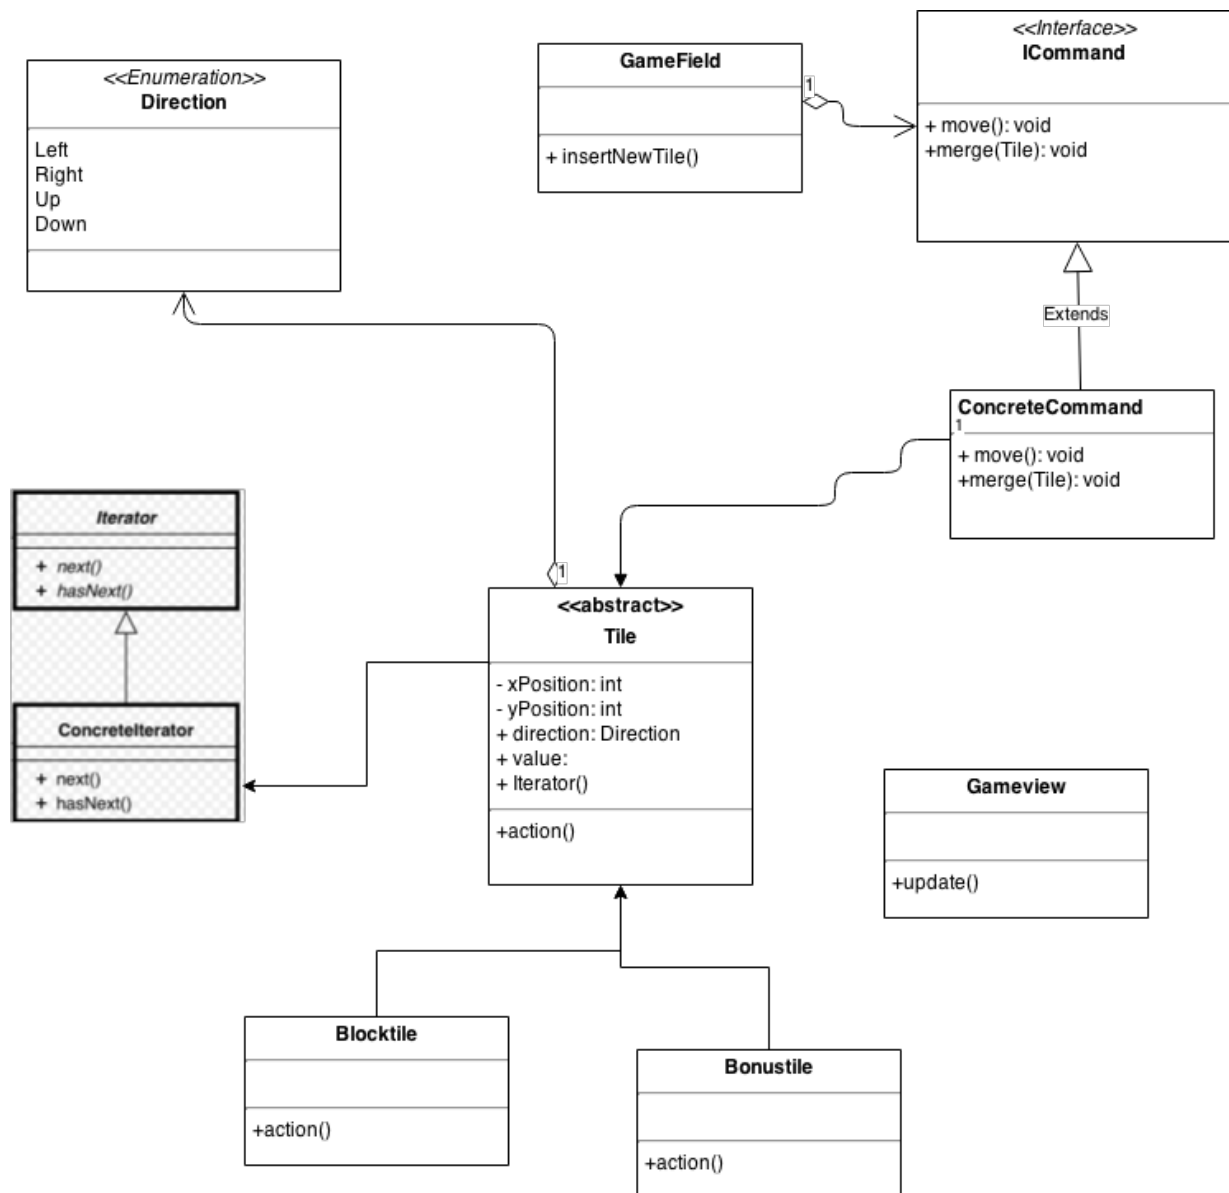 <<Enumeration>>
Direction
Left
Right
Up
Down
GameField
+ insertNewTile()
1
<<Interface>>
ICommand
+ move(): void
+merge(Tile): void
Extends
ConcreteCommand
1
+ move(): void
+merge(Tile): void
Iterator
+ next()
+ hasNext()
ConcreteIterator
+ next()
+ hasNext()
1
<<abstract>>
Tile
- xPosition: int
- yPosition: int
+ direction: Direction
+ value:
+ Iterator()
+action()
Gameview
+update()
Blocktile
+action()
Bonustile
+action()